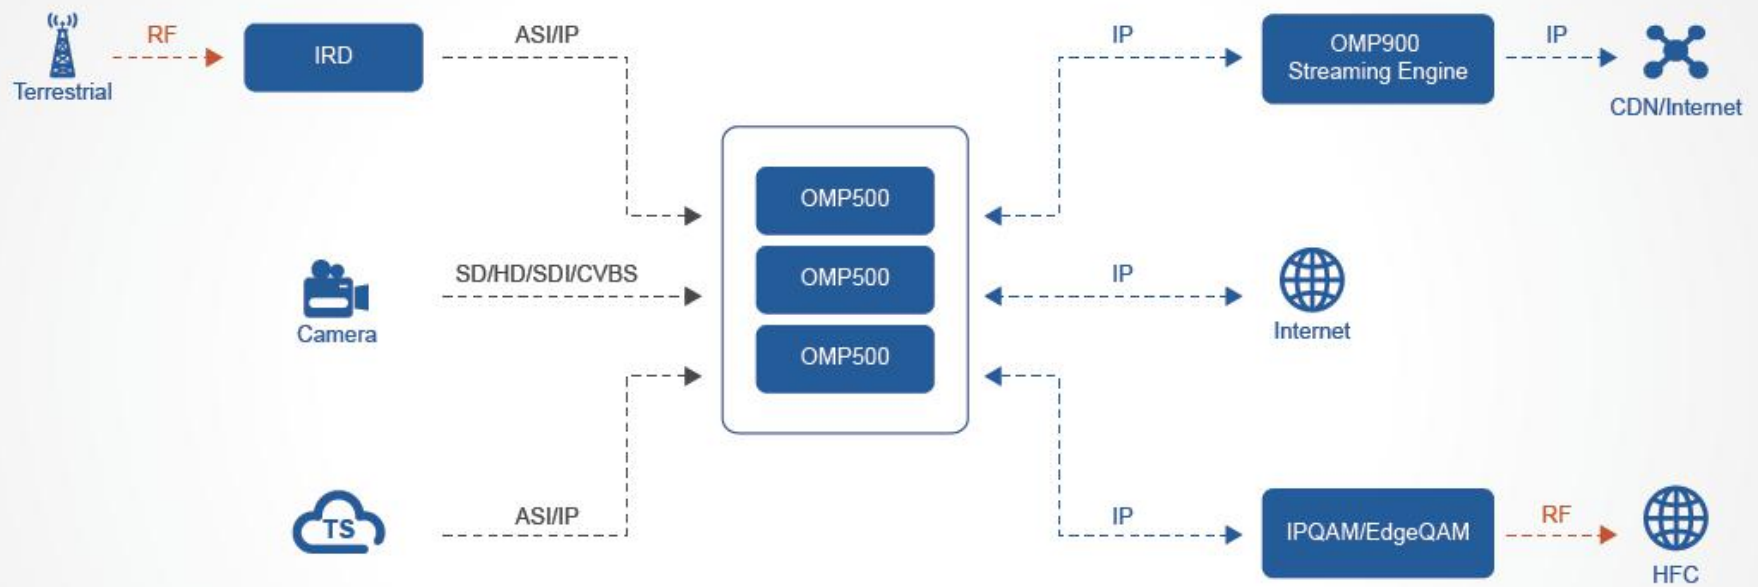 RF
IRD
ASI/IP
Terrestrial
IP
OMP900
Streaming Engine
IP
CDN/Internet
OMP500
SD/HD/SDI/CVBS
Camera
OMP500
IP
Internet
OMP500
TS
ASI/IP
IP
IPQAM/EdgeQAM
RF
HFC